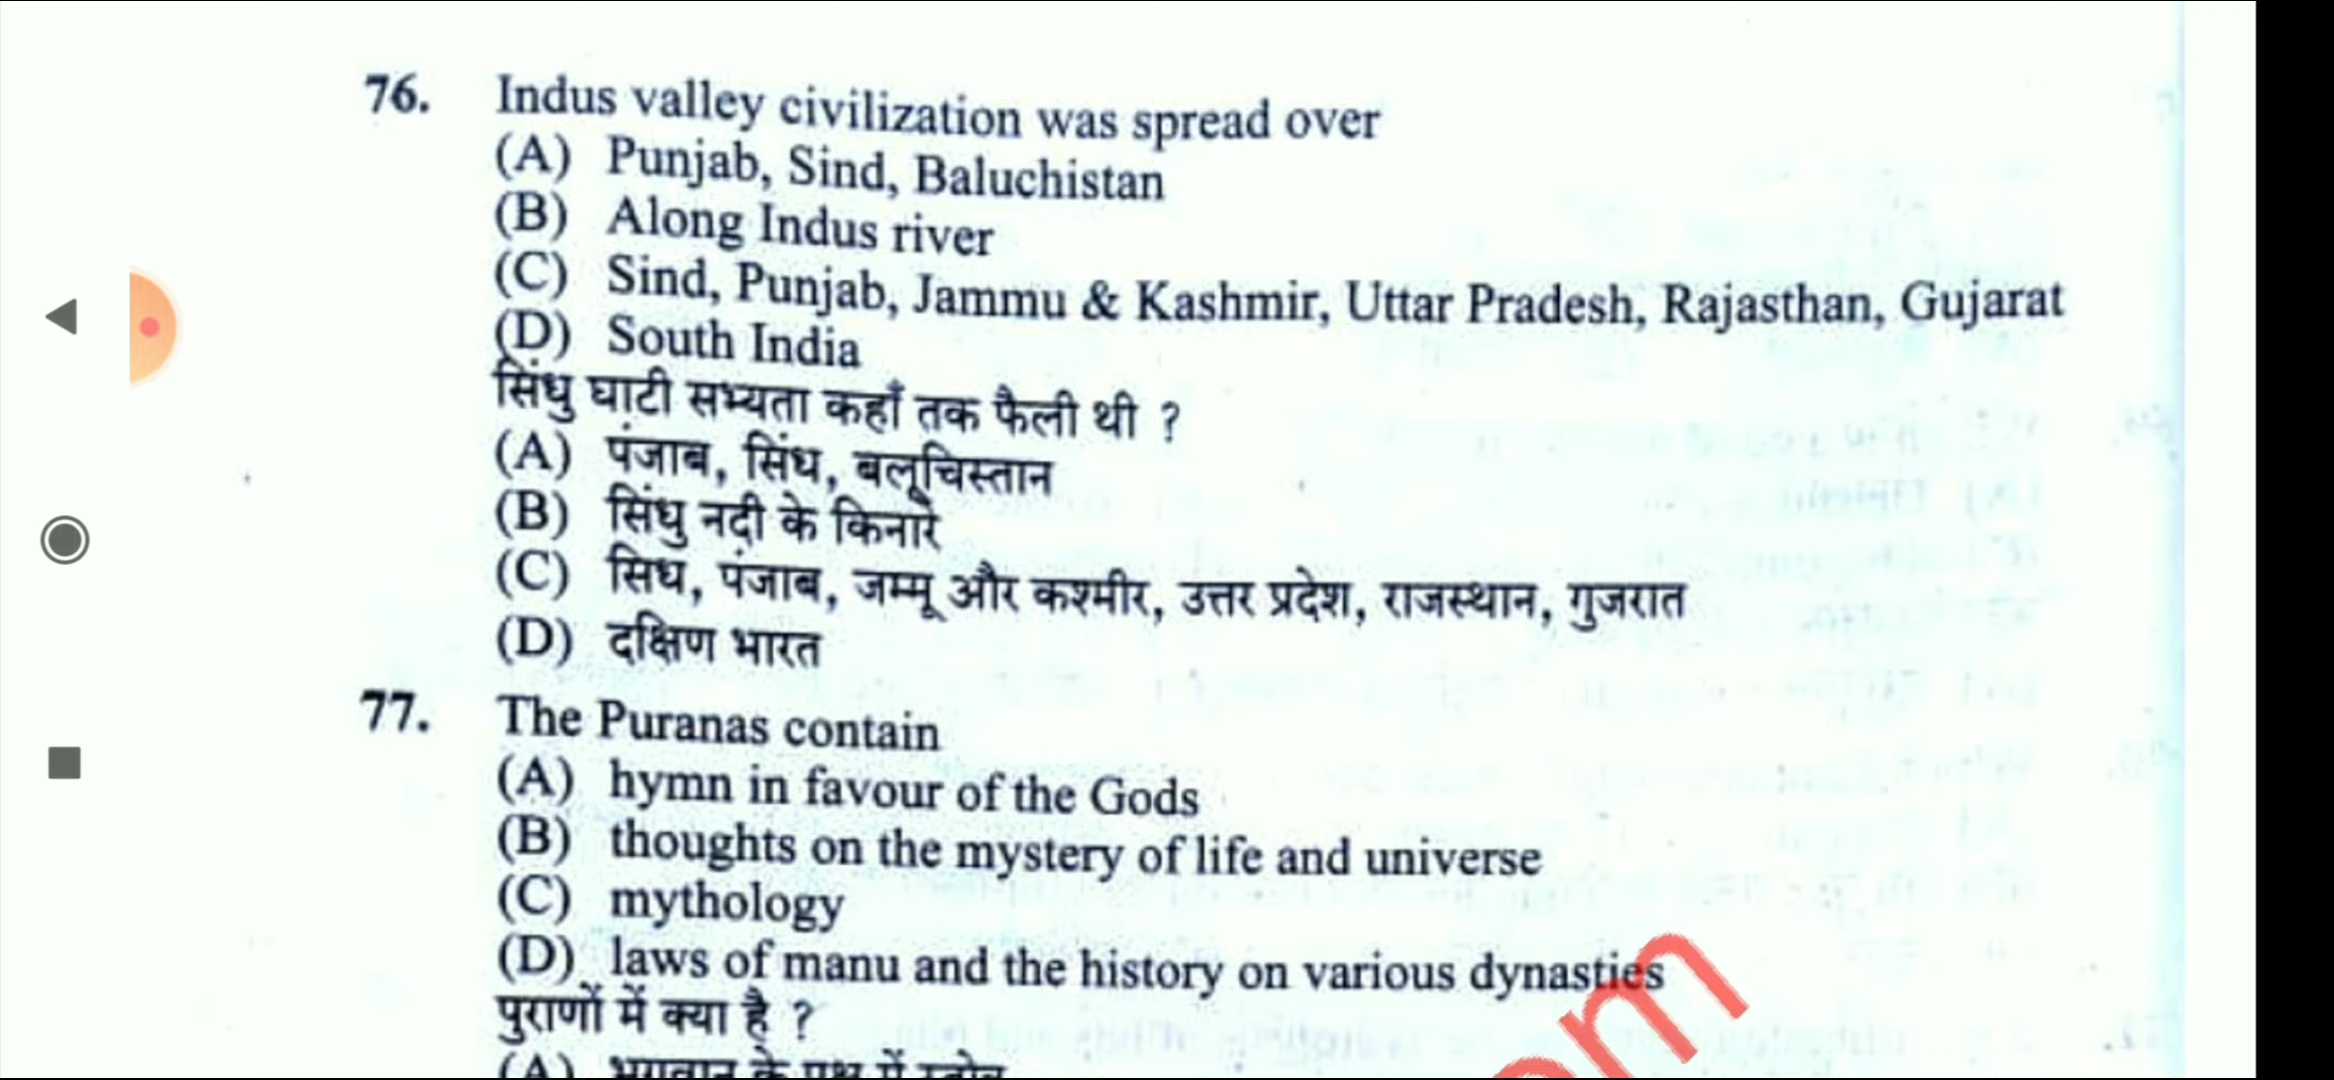 76. Indus valley civilization was spread over
(A) Punjab, Sind, Baluchistan
(B) Along Indus river
(C) Sind, Punjab, Jammu & Kashmir, Uttar Pradesh, Rajasthan, Gujarat
(D) South India
सिंधु घाटी सभ्यता कहाँ तक फैली थी ?
(A) पंजाब, सिंध, बलूचिस्तान
(B) सिंधु नदी के किनारे
(C) सिंध, पंजाब, जम्मू और कश्मीर, उत्तर प्रदेश, राजस्थान, गुजरात
(D) दक्षिण भारत
77. The Puranas contain
(A) hymn in favour of the Gods
(B) thoughts on the mystery of life and universe
(C) mythology
(D) laws of manu and the history on various dynasties
पुराणों में क्या है ?
(A) भगवान के पक्ष में स्तोत्र
om